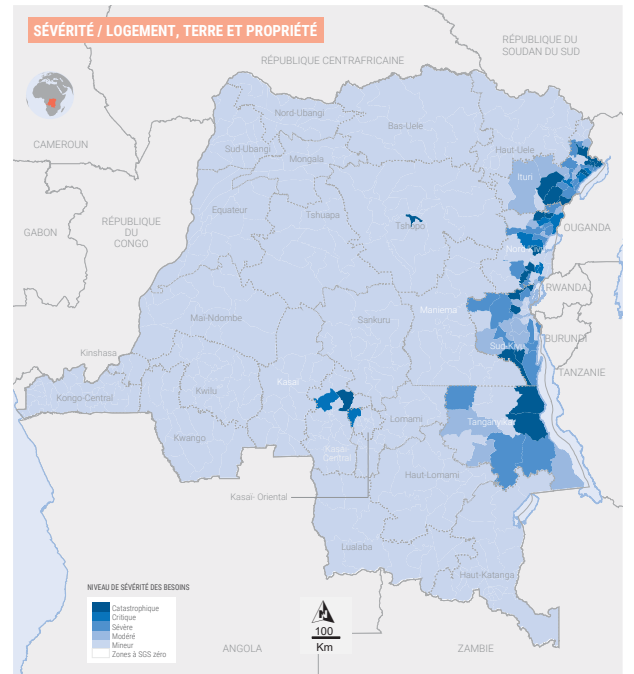 SÉVÉRITÉ / LOGEMENT, TERRE ET PROPRIÉTÉ
RÉPUBLIQUE DU
SOUDAN DU SUD
RÉPUBLIQUE CENTRAFRICAINE
CAMEROUN
Nord-Ubangi
Bas-Uele
Haut-Uele
Sud-Ubangi
Mongala
Ituri
Equateur
Tshuapa
Tshopo
GABON
RÉPUBLIQUE
DU
CONGO
OUGANDA
Nord-Kivu
RWANDA
Maniema
Maï-Ndombe
Sankuru
Sud-Kivu
BURUNDI
Kinshasa
TANZANIE
Kasaï
Kongo-Central
Kwilu
Lomami
Tanganyika
Kwango
Kasaï
Central
Haut-Lomami
Kasaï- Oriental
Lualaba
Haut-Katanga
NIVEAU DE SÉVÉRITÉ DES BESOINS
Catastrophique
Critique
Sévère
Modéré
Mineur
Zones à SGS zéro
100
Km
ANGOLA
ZAMBIE